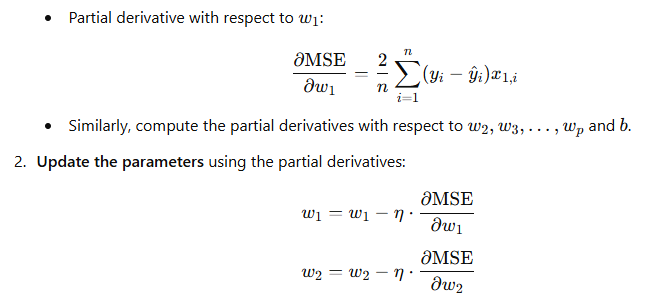 • Partial derivative with respect to w₁:
∂MSE/∂w₁ = 2/n ∑ᵢ₌₁ⁿ (yᵢ − ŷᵢ)x₁,ᵢ
• Similarly, compute the partial derivatives with respect to w₂, w₃, . . . , wₚ and b.
2. Update the parameters using the partial derivatives:
w₁ = w₁ − η · ∂MSE/∂w₁
w₂ = w₂ − η · ∂MSE/∂w₂